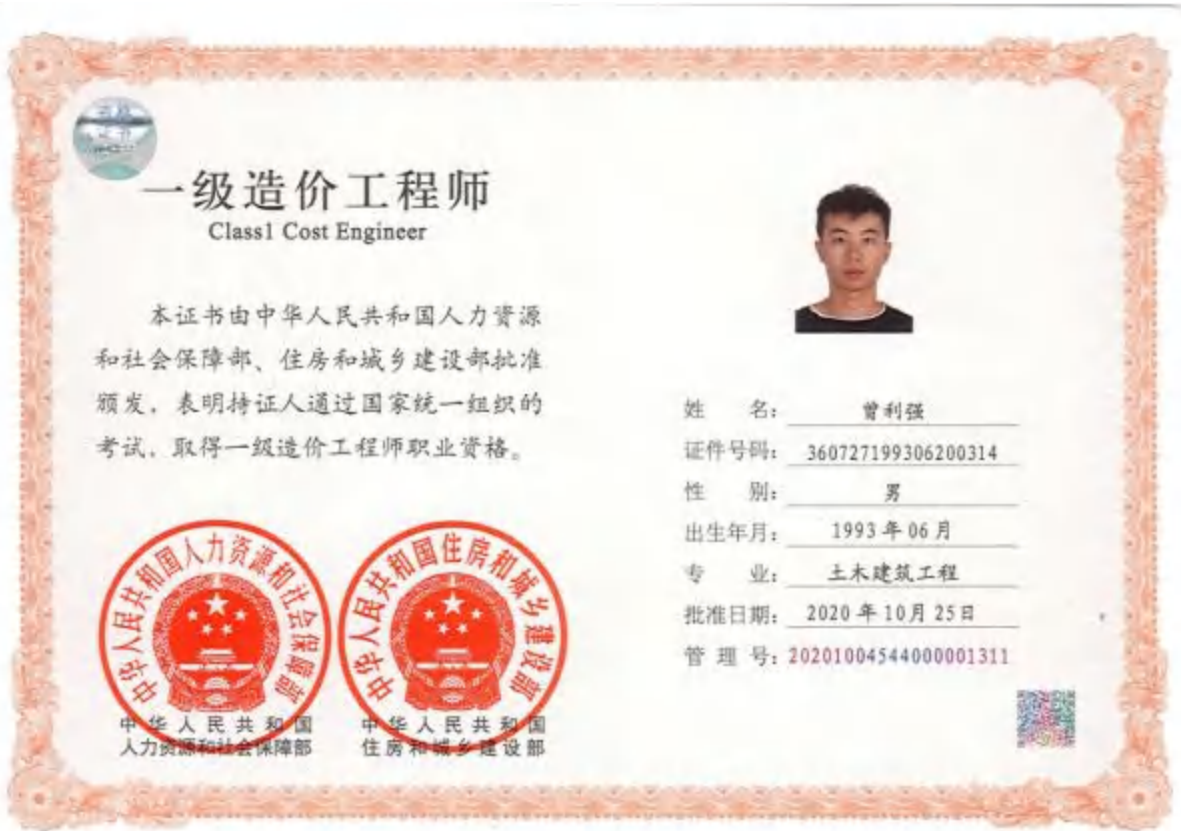 一级造价工程师
Class1 Cost Engineer
本证书由中华人民共和国人力资源
和社会保障部、住房和城乡建设部批准
颁发，表明持证人通过国家统一组织的
考试，取得一级造价工程师职业资格。
中华人民共和国人力资源和社会保障部
中华人民共和国住房和城乡建设部
中华人民共和国
人力资源和社会保障部
中华人民共和国
住房和城乡建设部
姓 名：曾利强
证件号码：360727199306200314
性 别：男
出生年月：1993年06月
专 业：土木建筑工程
批准日期：2020年10月25日
管 理 号：20201004544000001311